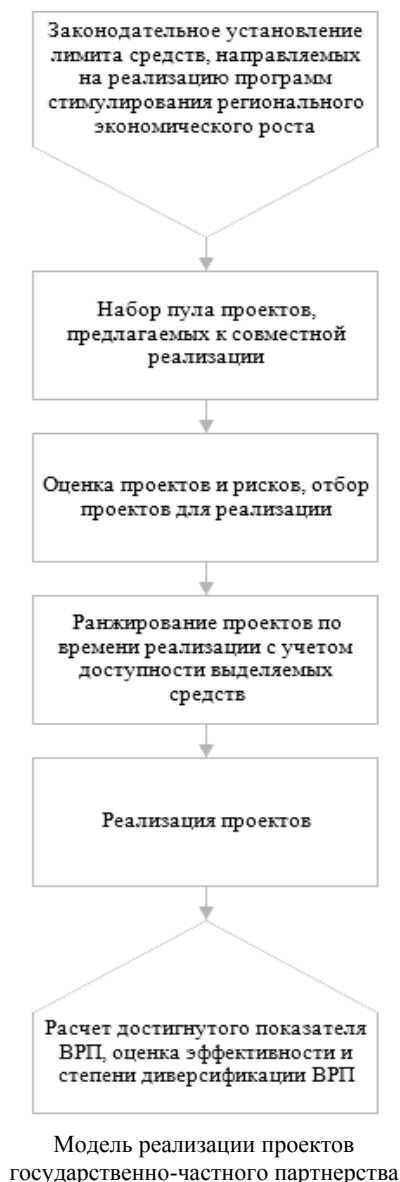 Законодательное установление
лимита средств, направляемых
на реализацию программ
стимулирования регионального
экономического роста
Набор пула проектов,
предлагаемых к совместной
реализации
Оценка проектов и рисков, отбор
проектов для реализации
Ранжирование проектов по
времени реализации с учетом
доступности выделяемых
средств
Реализация проектов
Расчет достигнутого показателя
ВРП, оценка эффективности и
степени диверсификации ВРП
Модель реализации проектов
государственно-частного партнерства